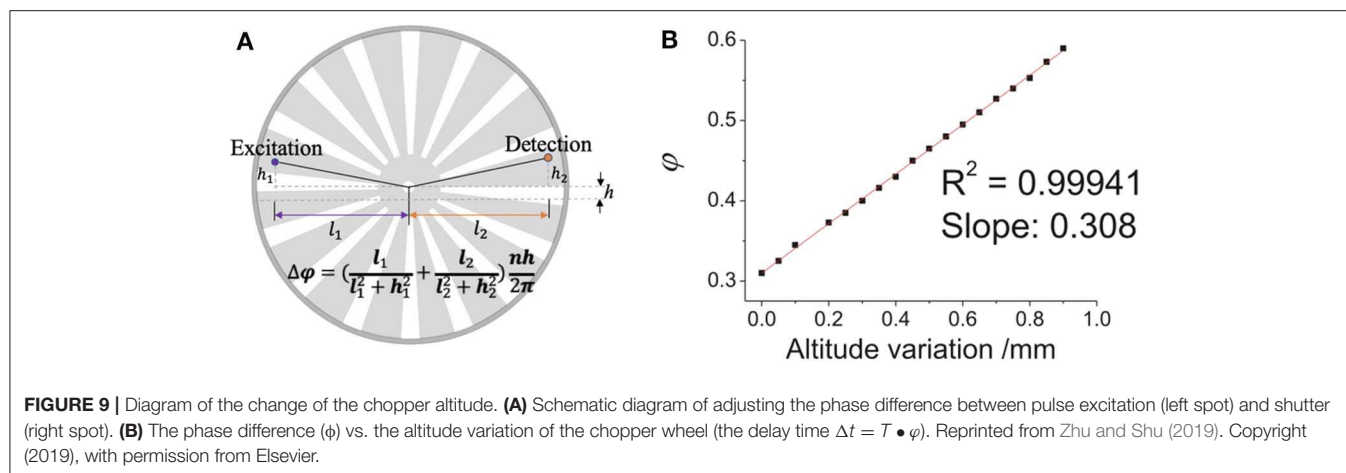 A
Excitation
Detection
h₁
h₂
h
l₁
l₂
Δφ = (l₁/(l₁² + h₁²) + l₂/(l₂² + h₂²)) nh/2π
B
0.6
0.5
0.4
0.3
φ
R² = 0.99941
Slope: 0.308
0.0 0.2 0.4 0.6 0.8 1.0
Altitude variation /mm
FIGURE 9 | Diagram of the change of the chopper altitude. (A) Schematic diagram of adjusting the phase difference between pulse excitation (left spot) and shutter
(right spot). (B) The phase difference (ϕ) vs. the altitude variation of the chopper wheel (the delay time Δt = T • φ). Reprinted from Zhu and Shu (2019). Copyright
(2019), with permission from Elsevier.